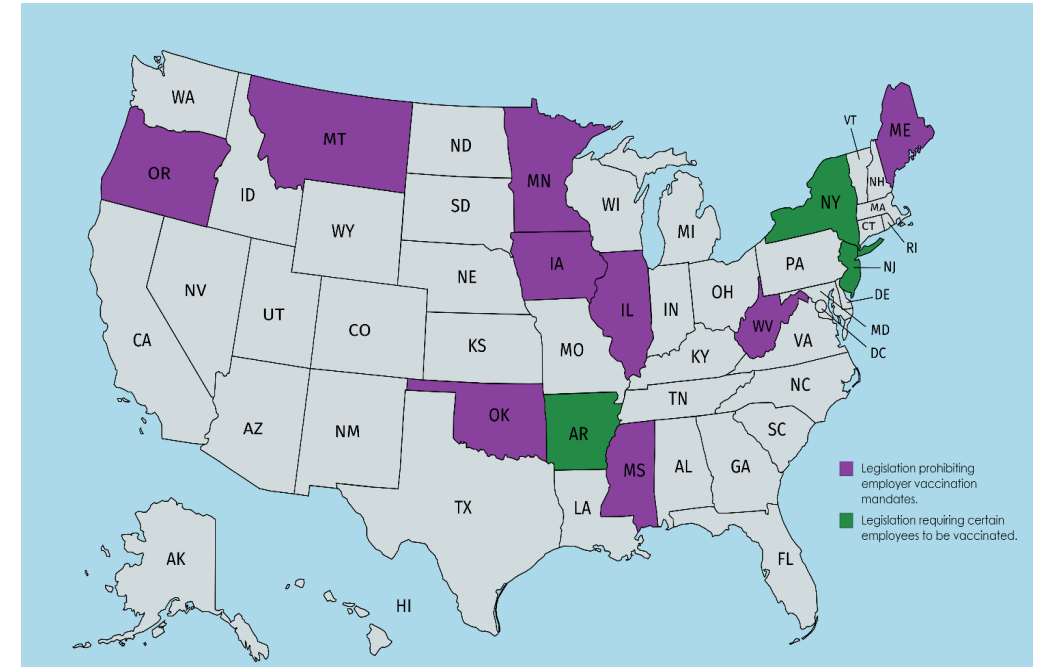 WA
MT
ND
MN
VT
ME
OR
ID
SD
WI
MI
NY
NH
MA
CT
RI
WY
NE
IA
PA
NJ
NV
UT
CO
IL
IN
OH
DE
MD
DC
WV
VA
CA
KS
MO
KY
AZ
NM
OK
AR
TN
NC
SC
MS
AL
GA
TX
LA
FL
AK
HI
Legislation prohibiting
employer vaccination
mandates.
Legislation requiring certain
employees to be vaccinated.